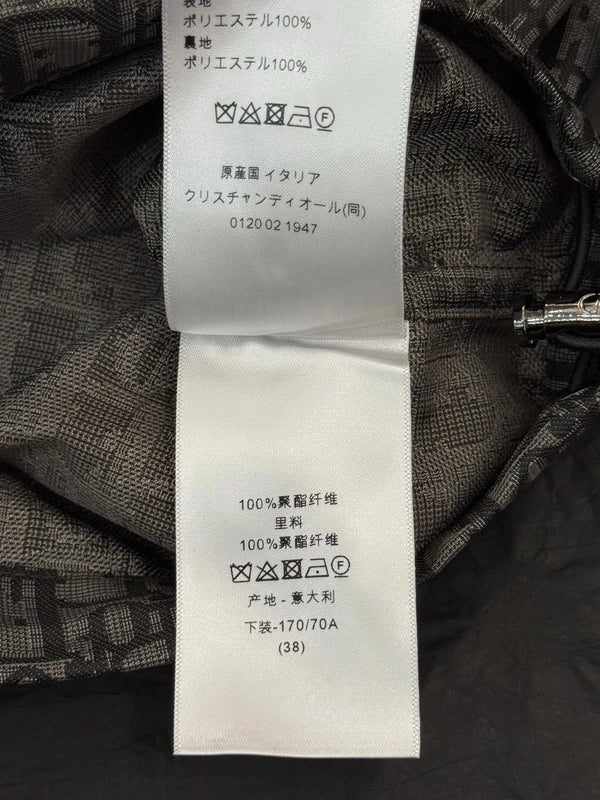 表地
ポリエステル100%
裏地
ポリエステル100%
F
原産国 イタリア
クリスチャンディオール(同)
0120 02 1947
100%聚酯纤维
里料
100%聚酯纤维
F
产地 - 意大利
下装-170/70A
(38)